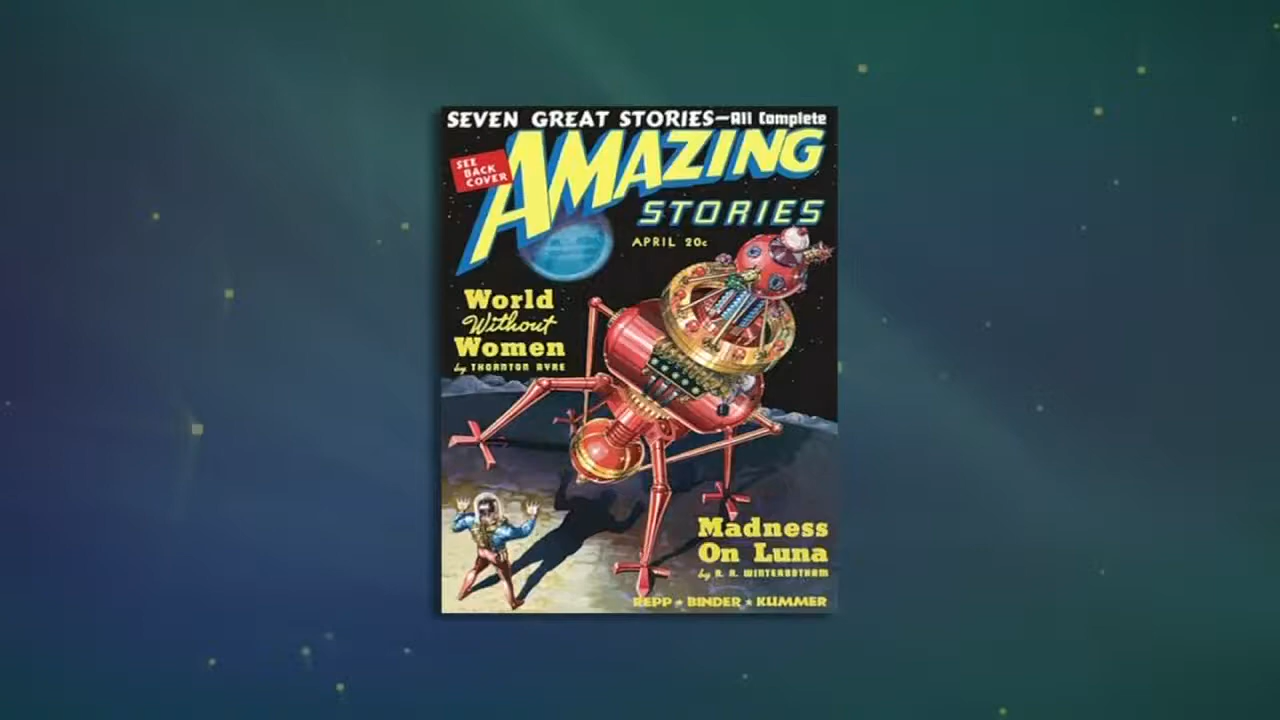 SEVEN GREAT STORIES—All Complete
SEE
BACK
COVER
AMAZING
STORIES
APRIL 20c
World
Without
Women
by THORNTON AYRE
Madness
On Luna
by R. R. WINTERBOTHAM
REPP ★ BINDER ★ KUMMER